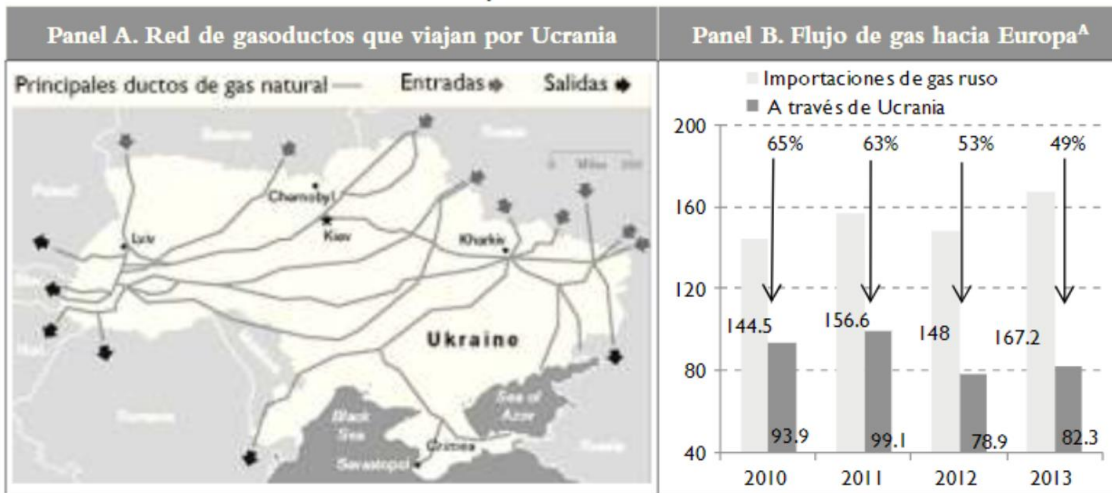 Panel A. Red de gasoductos que viajan por Ucrania
Principales ductos de gas natural
Entradas
Salidas
Chornobyl
Kiev
Lviv
Kharkiv
Ukraine
Black
Sea
Sea of
Azov
Crimea
Sevastopol
Panel B. Flujo de gas hacia Europaᴬ
Importaciones de gas ruso
A través de Ucrania
200
160
120
80
40
65% 63% 53% 49%
144.5 156.6 148 167.2
93.9 99.1 78.9 82.3
2010 2011 2012 2013